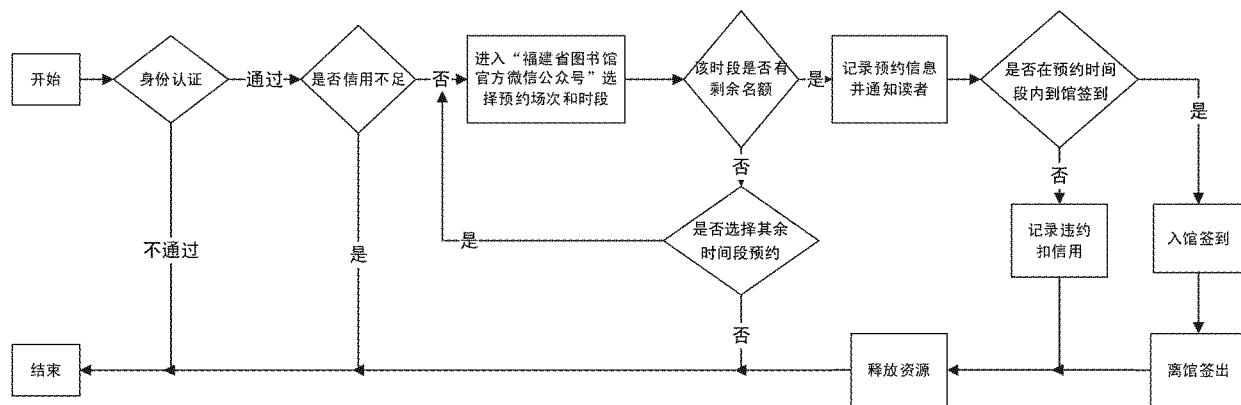 开始
身份认证
通过
是否信用不足
否
进入“福建省图书馆
官方微信公众号”选
择预约场次和时段
该时段是否有
剩余名额
是
记录预约信息
并通知读者
是否在预约时间
段内到馆签到
是
否
否
是否选择其余
时间段预约
是
记录违约
扣信用
入馆签到
不通过
是
否
结束
释放资源
离馆签出